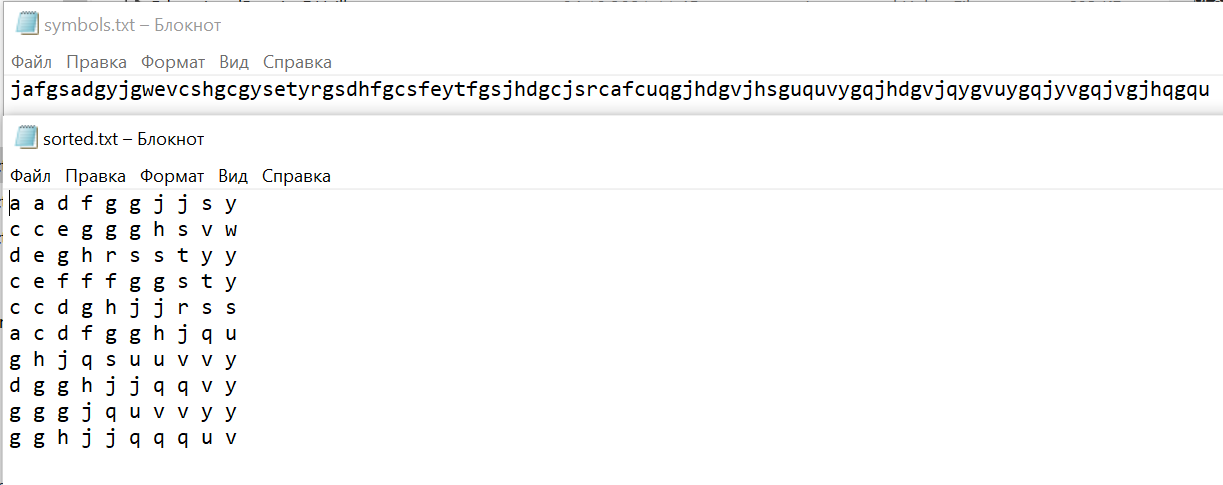 symbols.txt – Блокнот
Файл Правка Формат Вид Справка
jafgsadgyjgwevcshgcgysetyrgsdhfgcsfeytfgsjhdgcjsrcafcuqgjhdgvjhsguquvygqjhdgvjqygvuygqjyvgqjvgjhqgqu
sorted.txt – Блокнот
Файл Правка Формат Вид Справка
a a d f g g j j s y
c c e g g g h s v w
d e g h r s s t y y
c e f f f g g s t y
c c d g h j j r s s
a c d f g g h j q u
g h j q s u u v v y
d g g h j j q q v y
g g g j q u v v y y
g g h j j q q q u v